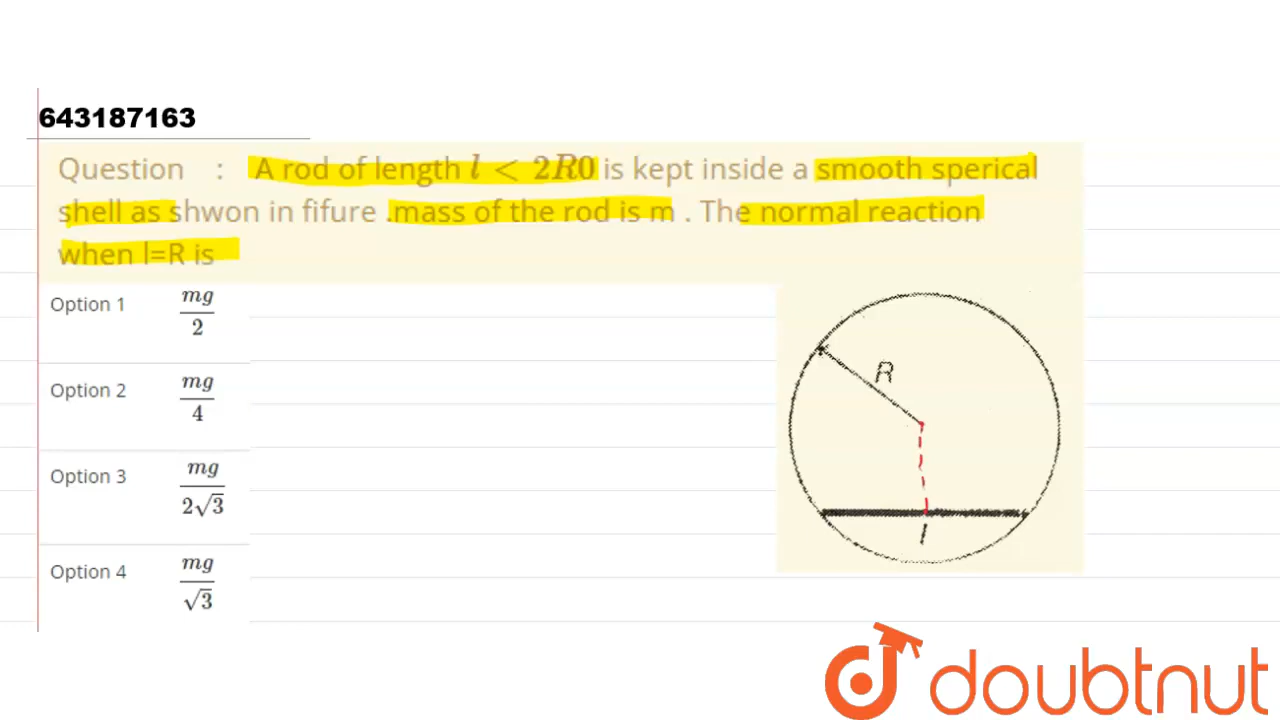 643187163
Question : A rod of length l < 2R0 is kept inside a smooth sperical
shell as shwon in fifure .mass of the rod is m . The normal reaction
when l=R is
Option 1 mg/2
Option 2 mg/4
Option 3 mg/2√3
Option 4 mg/√3
R
l
doubtnut